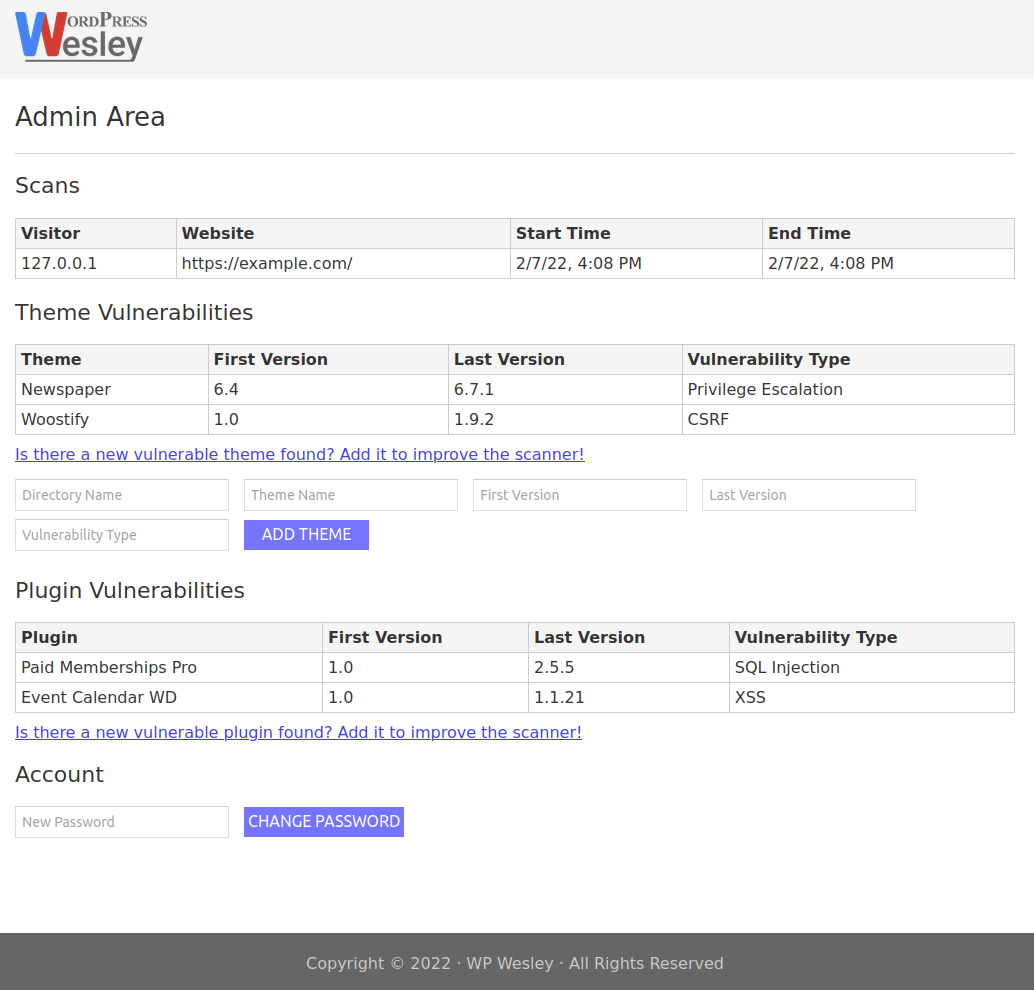 WORDPRESS
Wesley
Admin Area
Scans
Visitor Website Start Time End Time
127.0.0.1 https://example.com/ 2/7/22, 4:08 PM 2/7/22, 4:08 PM
Theme Vulnerabilities
Theme First Version Last Version Vulnerability Type
Newspaper 6.4 6.7.1 Privilege Escalation
Woostify 1.0 1.9.2 CSRF
Is there a new vulnerable theme found? Add it to improve the scanner!
Directory Name Theme Name First Version Last Version
Vulnerability Type ADD THEME
Plugin Vulnerabilities
Plugin First Version Last Version Vulnerability Type
Paid Memberships Pro 1.0 2.5.5 SQL Injection
Event Calendar WD 1.0 1.1.21 XSS
Is there a new vulnerable plugin found? Add it to improve the scanner!
Account
New Password CHANGE PASSWORD
Copyright © 2022 · WP Wesley · All Rights Reserved